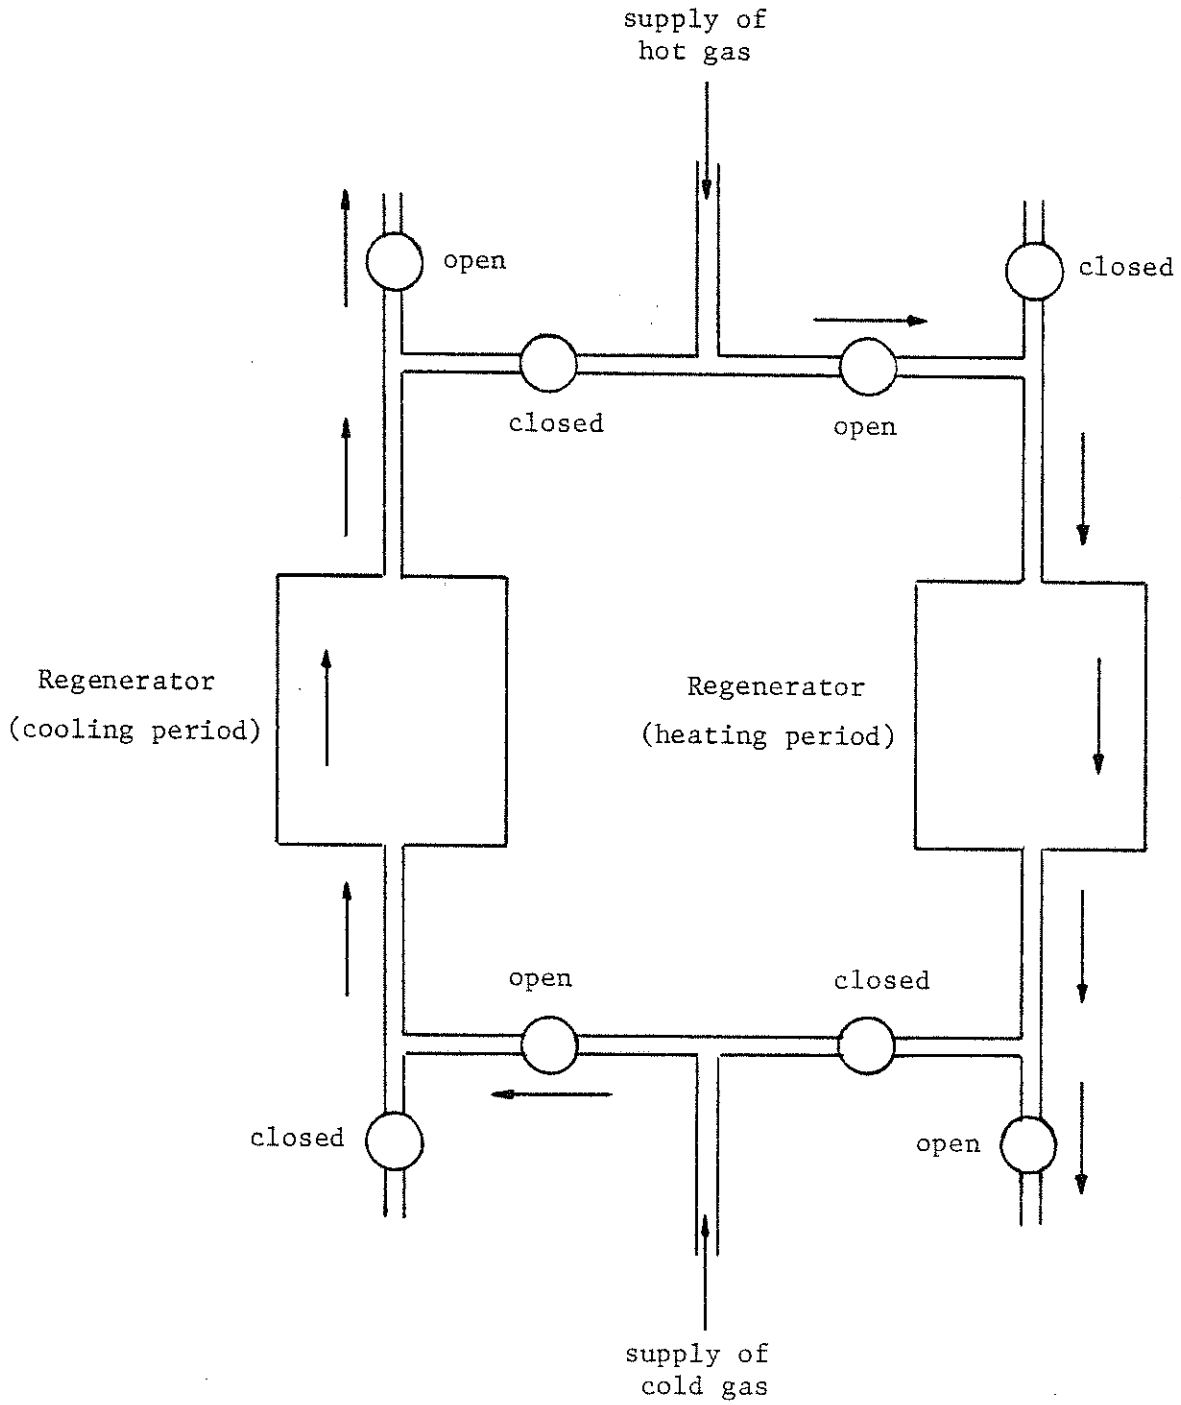 supply of
hot gas
open
closed
closed
open
Regenerator
(cooling period)
Regenerator
(heating period)
open
closed
closed
open
supply of
cold gas